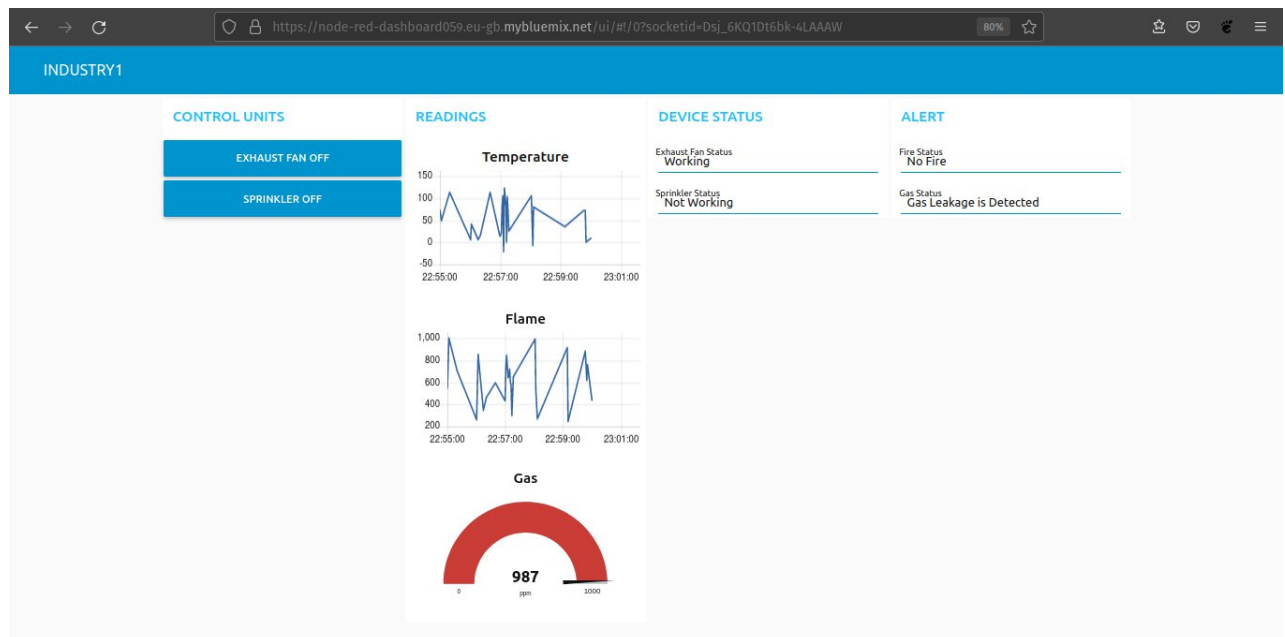 https://node-red-dashboard059.eu-gb.mybluemix.net/ui/#!/0?socketid=Dsj_6KQ1Dt6bk-4LAAAW
80%
INDUSTRY1
CONTROL UNITS
EXHAUST FAN OFF
SPRINKLER OFF
READINGS
Temperature
150
100
50
0
-50
22:55:00 22:57:00 22:59:00 23:01:00
Flame
1,000
800
600
400
200
22:55:00 22:57:00 22:59:00 23:01:00
Gas
987
ppm
0 1000
DEVICE STATUS
Exhaust Fan Status
Working
Sprinkler Status
Not Working
ALERT
Fire Status
No Fire
Gas Status
Gas Leakage is Detected